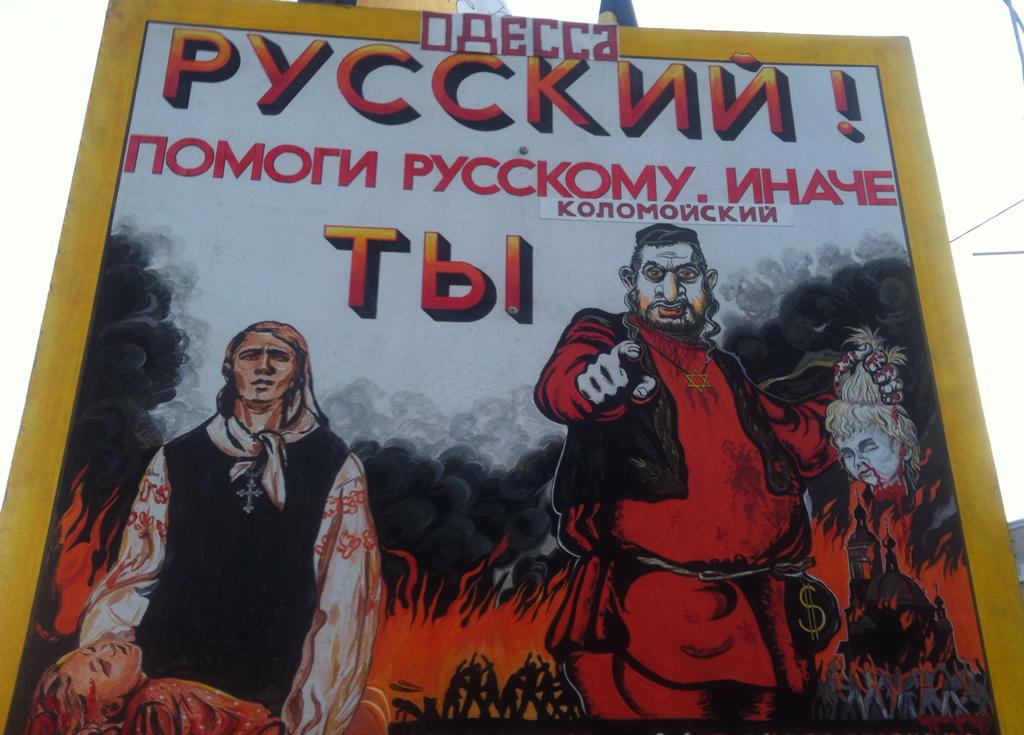 ОДЕССА
РУССКИЙ!
ПОМОГИ РУССКОМУ. ИНАЧЕ
КОЛОМОЙСКИЙ
ТЫ
$